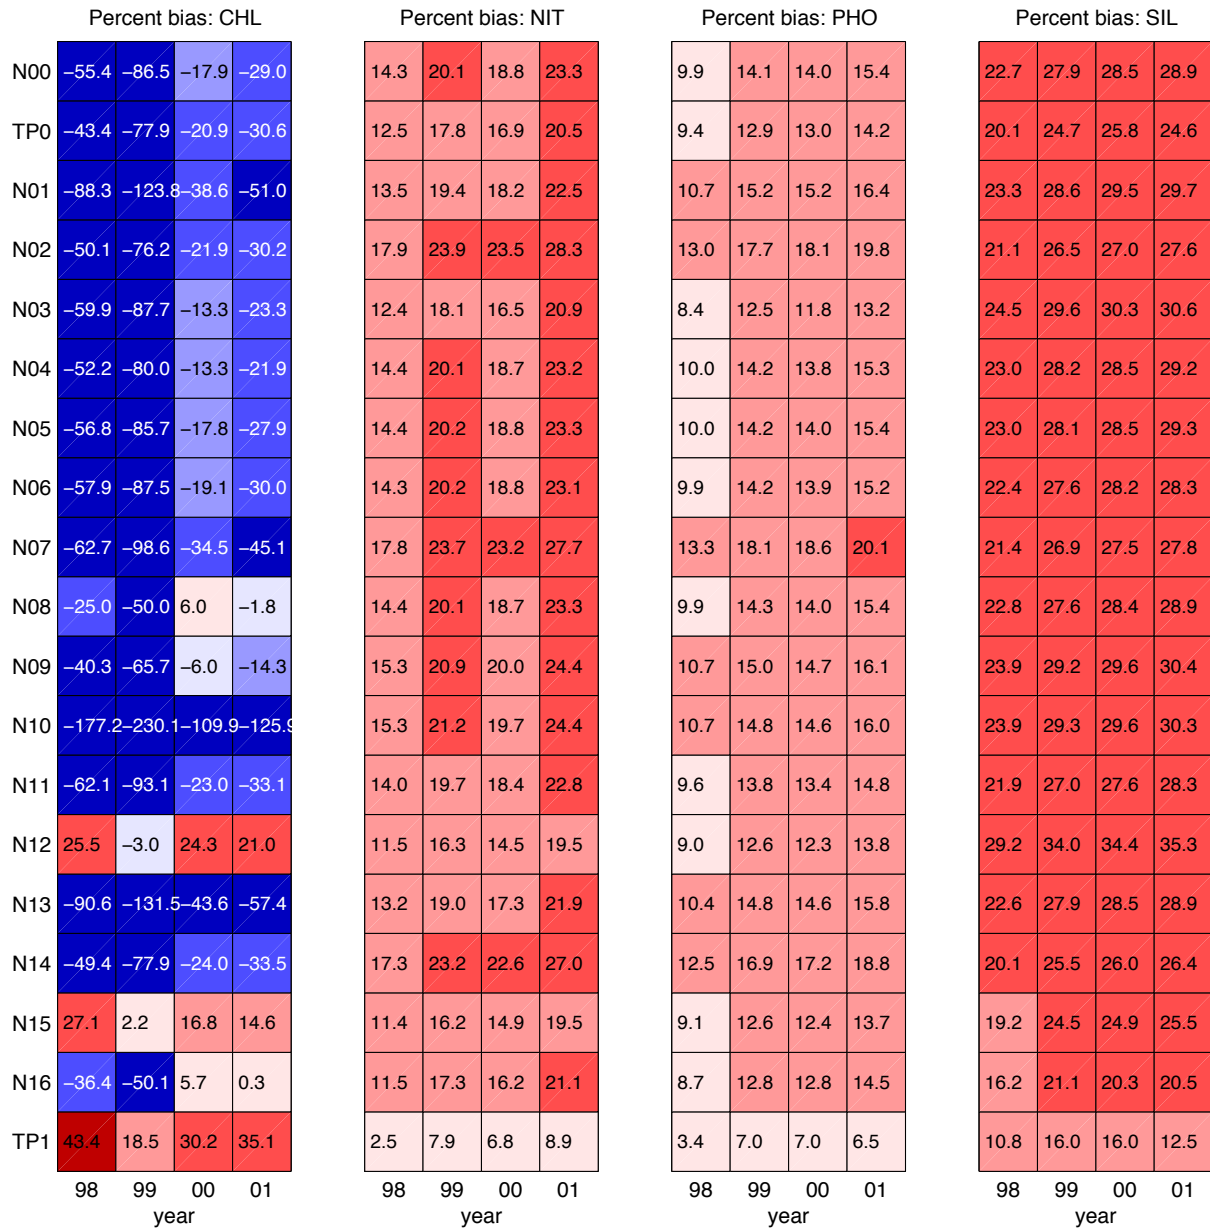 Percent bias: CHL Percent bias: NIT Percent bias: PHO Percent bias: SIL
N00 −55.4 −86.5 −17.9 −29.0 14.3 20.1 18.8 23.3 9.9 14.1 14.0 15.4 22.7 27.9 28.5 28.9
TP0 −43.4 −77.9 −20.9 −30.6 12.5 17.8 16.9 20.5 9.4 12.9 13.0 14.2 20.1 24.7 25.8 24.6
N01 −88.3 −123.8 −38.6 −51.0 13.5 19.4 18.2 22.5 10.7 15.2 15.2 16.4 23.3 28.6 29.5 29.7
N02 −50.1 −76.2 −21.9 −30.2 17.9 23.9 23.5 28.3 13.0 17.7 18.1 19.8 21.1 26.5 27.0 27.6
N03 −59.9 −87.7 −13.3 −23.3 12.4 18.1 16.5 20.9 8.4 12.5 11.8 13.2 24.5 29.6 30.3 30.6
N04 −52.2 −80.0 −13.3 −21.9 14.4 20.1 18.7 23.2 10.0 14.2 13.8 15.3 23.0 28.2 28.5 29.2
N05 −56.8 −85.7 −17.8 −27.9 14.4 20.2 18.8 23.3 10.0 14.2 14.0 15.4 23.0 28.1 28.5 29.3
N06 −57.9 −87.5 −19.1 −30.0 14.3 20.2 18.8 23.1 9.9 14.2 13.9 15.2 22.4 27.6 28.2 28.3
N07 −62.7 −98.6 −34.5 −45.1 17.8 23.7 23.2 27.7 13.3 18.1 18.6 20.1 21.4 26.9 27.5 27.8
N08 −25.0 −50.0 6.0 −1.8 14.4 20.1 18.7 23.3 9.9 14.3 14.0 15.4 22.8 27.6 28.4 28.9
N09 −40.3 −65.7 −6.0 −14.3 15.3 20.9 20.0 24.4 10.7 15.0 14.7 16.1 23.9 29.2 29.6 30.4
N10 −177.2 −230.1 −109.9 −125.9 15.3 21.2 19.7 24.4 10.7 14.8 14.6 16.0 23.9 29.3 29.6 30.3
N11 −62.1 −93.1 −23.0 −33.1 14.0 19.7 18.4 22.8 9.6 13.8 13.4 14.8 21.9 27.0 27.6 28.3
N12 25.5 −3.0 24.3 21.0 11.5 16.3 14.5 19.5 9.0 12.6 12.3 13.8 29.2 34.0 34.4 35.3
N13 −90.6 −131.5 −43.6 −57.4 13.2 19.0 17.3 21.9 10.4 14.8 14.6 15.8 22.6 27.9 28.5 28.9
N14 −49.4 −77.9 −24.0 −33.5 17.3 23.2 22.6 27.0 12.5 16.9 17.2 18.8 20.1 25.5 26.0 26.4
N15 27.1 2.2 16.8 14.6 11.4 16.2 14.9 19.5 9.1 12.6 12.4 13.7 19.2 24.5 24.9 25.5
N16 −36.4 −50.1 5.7 0.3 11.5 17.3 16.2 21.1 8.7 12.8 12.8 14.5 16.2 21.1 20.3 20.5
TP1 43.4 18.5 30.2 35.1 2.5 7.9 6.8 8.9 3.4 7.0 7.0 6.5 10.8 16.0 16.0 12.5
98 99 00 01 98 99 00 01 98 99 00 01 98 99 00 01
year year year year